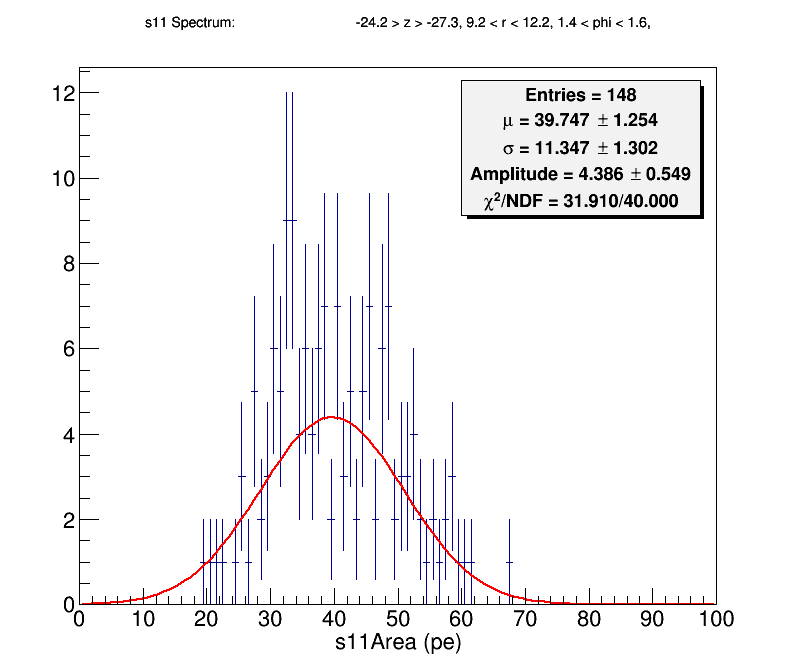 s11 Spectrum: -24.2 > z > -27.3, 9.2 < r < 12.2, 1.4 < phi < 1.6,
Entries = 148
μ = 39.747 ± 1.254
σ = 11.347 ± 1.302
Amplitude = 4.386 ± 0.549
χ²/NDF = 31.910/40.000
12
10
8
6
4
2
0
0 10 20 30 40 50 60 70 80 90 100
s11Area (pe)